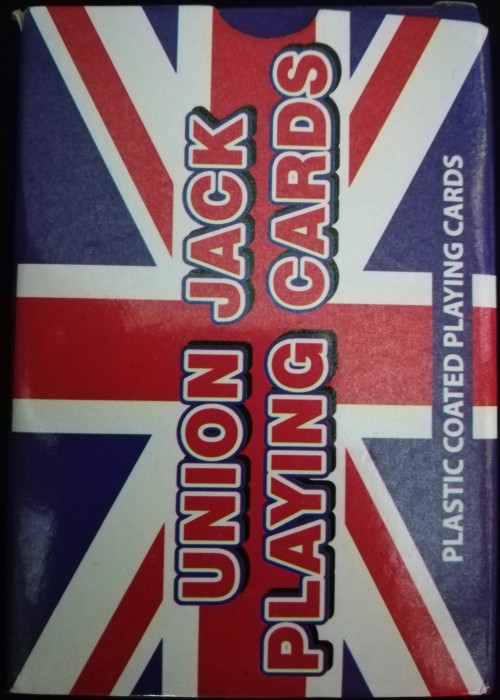 UNION JACK
PLAYING CARDS
PLASTIC COATED PLAYING CARDS